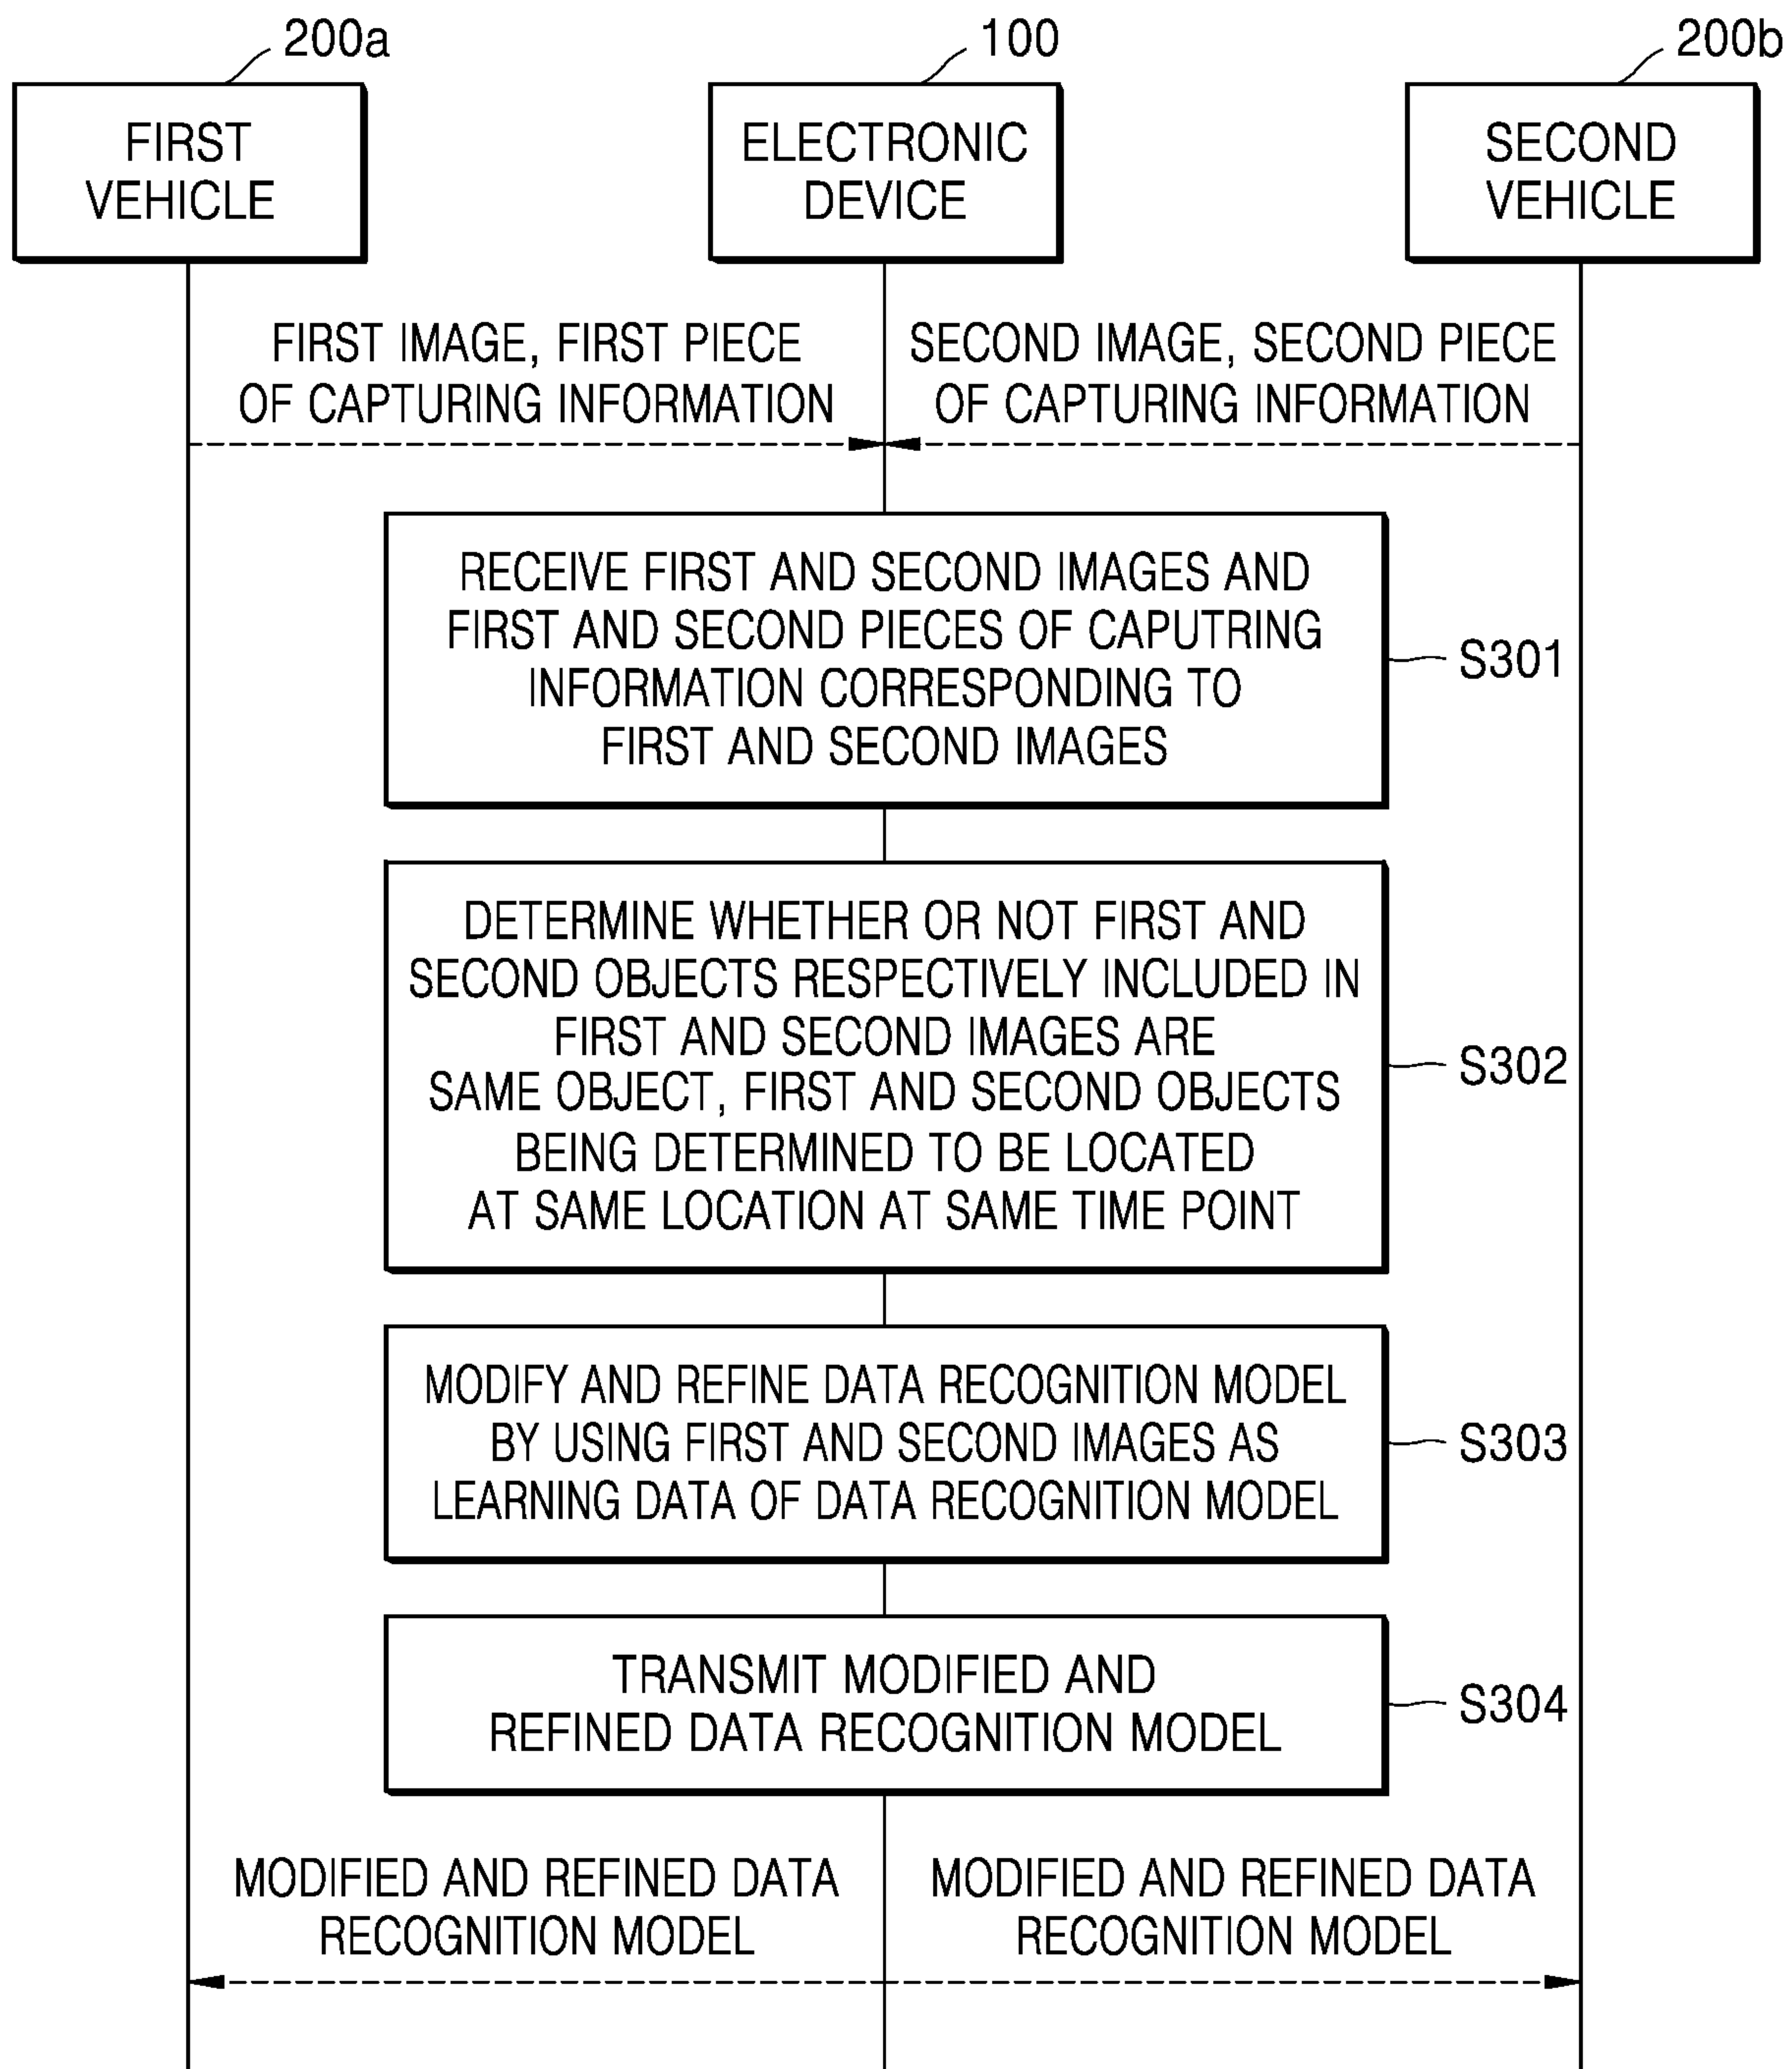 200a
100
200b
FIRST
VEHICLE
ELECTRONIC
DEVICE
SECOND
VEHICLE
FIRST IMAGE, FIRST PIECE
OF CAPTURING INFORMATION
SECOND IMAGE, SECOND PIECE
OF CAPTURING INFORMATION
RECEIVE FIRST AND SECOND IMAGES AND
FIRST AND SECOND PIECES OF CAPUTRING
INFORMATION CORRESPONDING TO
FIRST AND SECOND IMAGES
S301
DETERMINE WHETHER OR NOT FIRST AND
SECOND OBJECTS RESPECTIVELY INCLUDED IN
FIRST AND SECOND IMAGES ARE
SAME OBJECT, FIRST AND SECOND OBJECTS
BEING DETERMINED TO BE LOCATED
AT SAME LOCATION AT SAME TIME POINT
S302
MODIFY AND REFINE DATA RECOGNITION MODEL
BY USING FIRST AND SECOND IMAGES AS
LEARNING DATA OF DATA RECOGNITION MODEL
S303
TRANSMIT MODIFIED AND
REFINED DATA RECOGNITION MODEL
S304
MODIFIED AND REFINED DATA
RECOGNITION MODEL
MODIFIED AND REFINED DATA
RECOGNITION MODEL